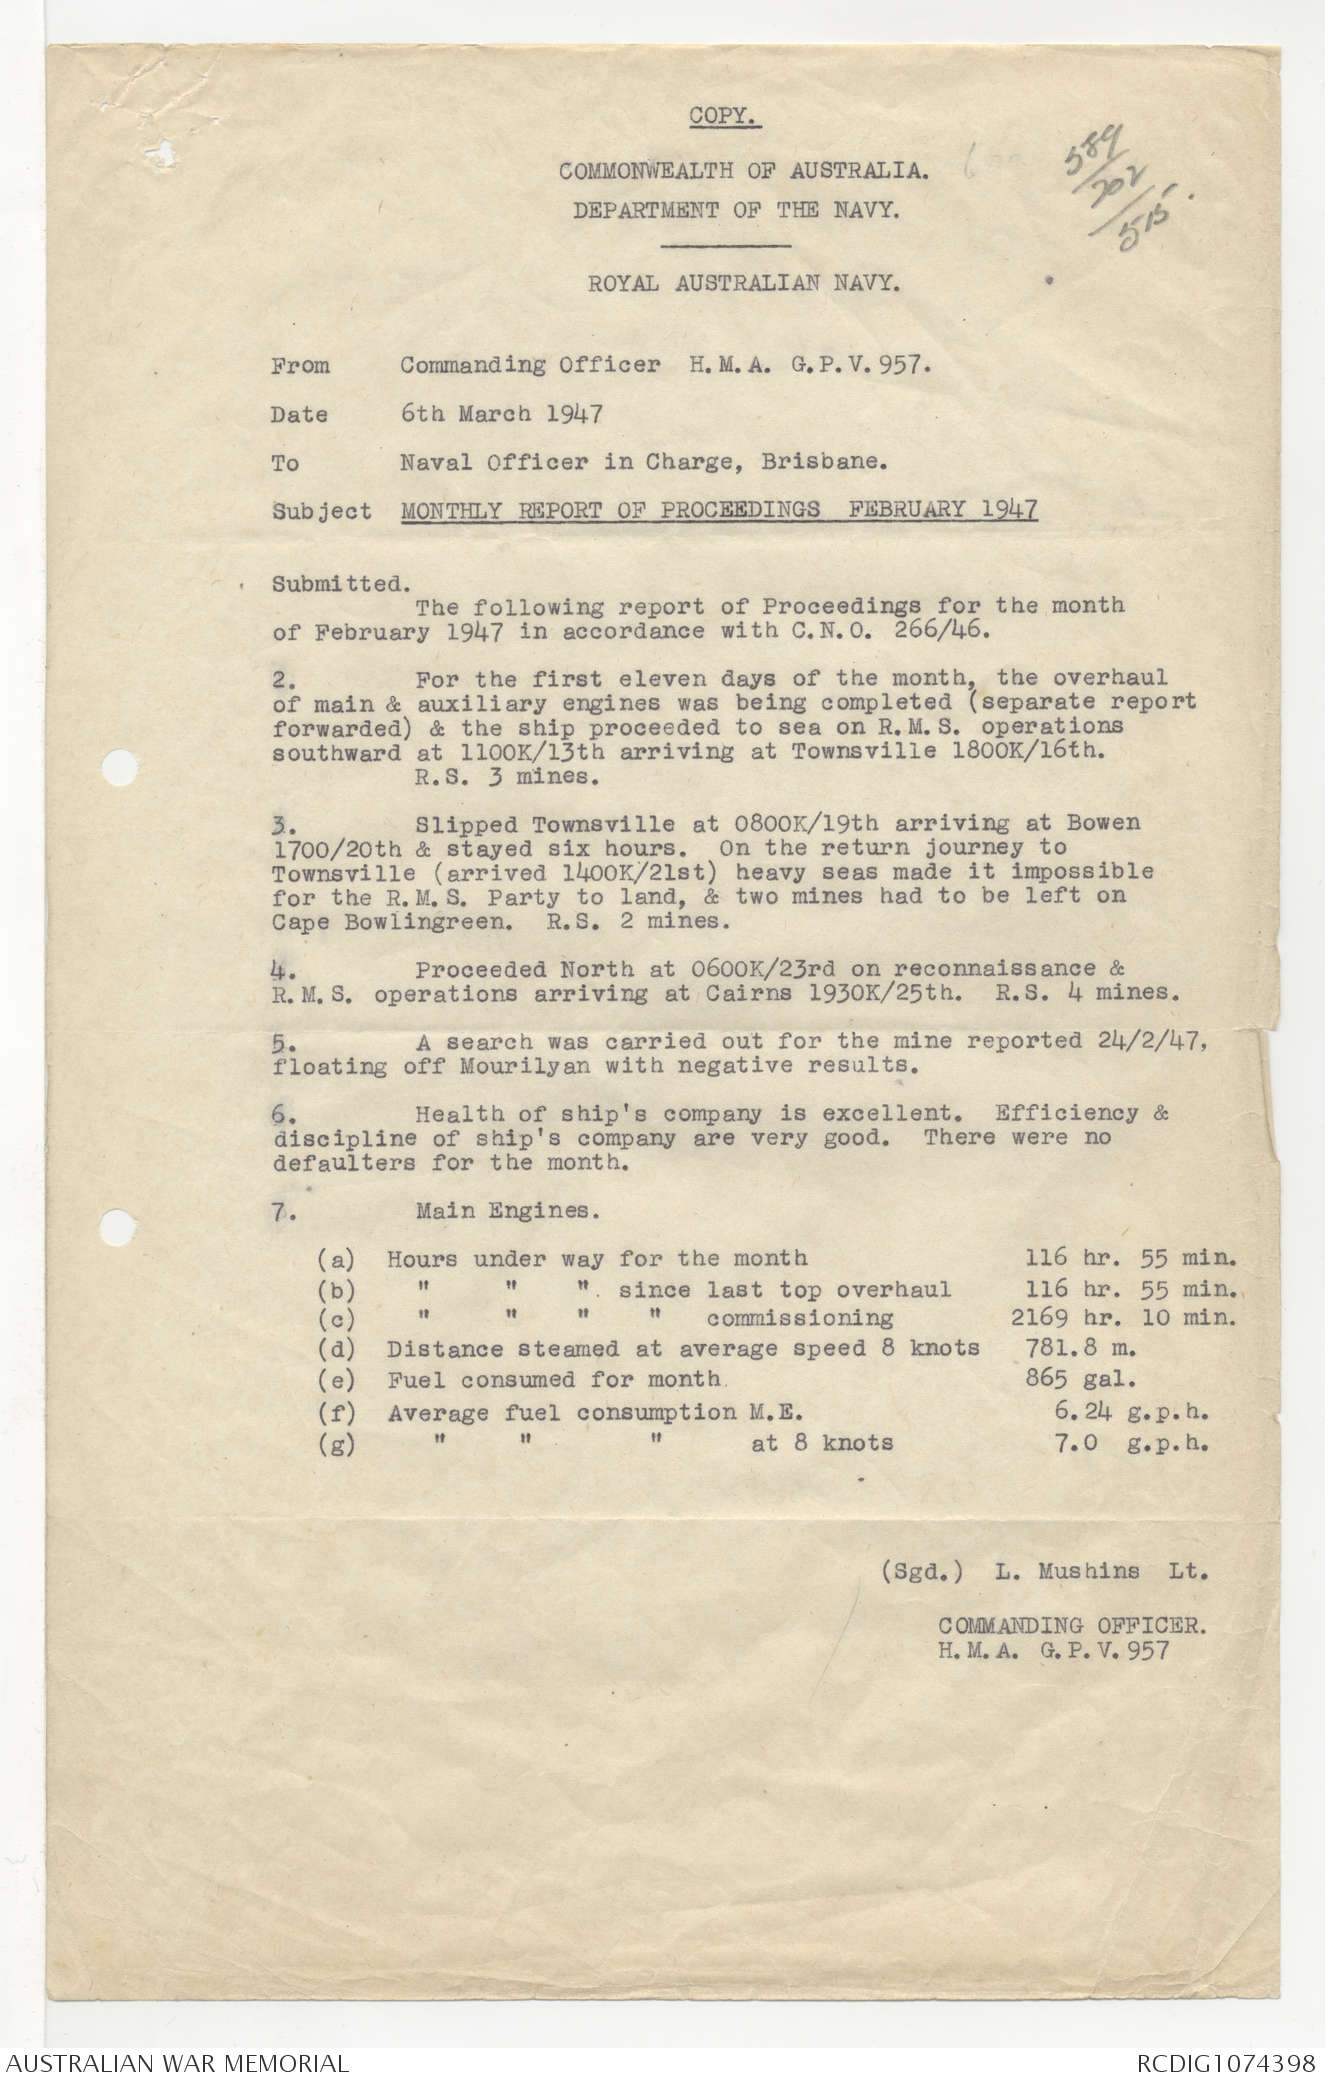 COPY.
COMMONWEALTH OF AUSTRALIA.
DEPARTMENT OF THE NAVY.
589/202/515.
ROYAL AUSTRALIAN NAVY.
From Commanding Officer H.M.A. G.P.V.957.
Date 6th March 1947
To Naval Officer in Charge, Brisbane.
Subject MONTHLY REPORT OF PROCEEDINGS FEBRUARY 1947
Submitted.
The following report of Proceedings for the month
of February 1947 in accordance with C.N.O. 266/46.
2. For the first eleven days of the month, the overhaul
of main & auxiliary engines was being completed (separate report
forwarded) & the ship proceeded to sea on R.M.S. operations
southward at 1100K/13th arriving at Townsville 1800K/16th.
R.S. 3 mines.
3. Slipped Townsville at 0800K/19th arriving at Bowen
1700/20th & stayed six hours. On the return journey to
Townsville (arrived 1400K/21st) heavy seas made it impossible
for the R.M.S. Party to land, & two mines had to be left on
Cape Bowlingreen. R.S. 2 mines.
4. Proceeded North at 0600K/23rd on reconnaissance &
R.M.S. operations arriving at Cairns 1930K/25th. R.S. 4 mines.
5. A search was carried out for the mine reported 24/2/47,
floating off Mourilyan with negative results.
6. Health of ship's company is excellent. Efficiency &
discipline of ship's company are very good. There were no
defaulters for the month.
7. Main Engines.
(a) Hours under way for the month 116 hr. 55 min.
(b) " " " since last top overhaul 116 hr. 55 min.
(c) " " " " commissioning 2169 hr. 10 min.
(d) Distance steamed at average speed 8 knots 781.8 m.
(e) Fuel consumed for month 865 gal.
(f) Average fuel consumption M.E. 6.24 g.p.h.
(g) " " " at 8 knots 7.0 g.p.h.
(Sgd.) L. Mushins Lt.
COMMANDING OFFICER.
H.M.A. G.P.V.957
AUSTRALIAN WAR MEMORIAL
RCDIG1074398